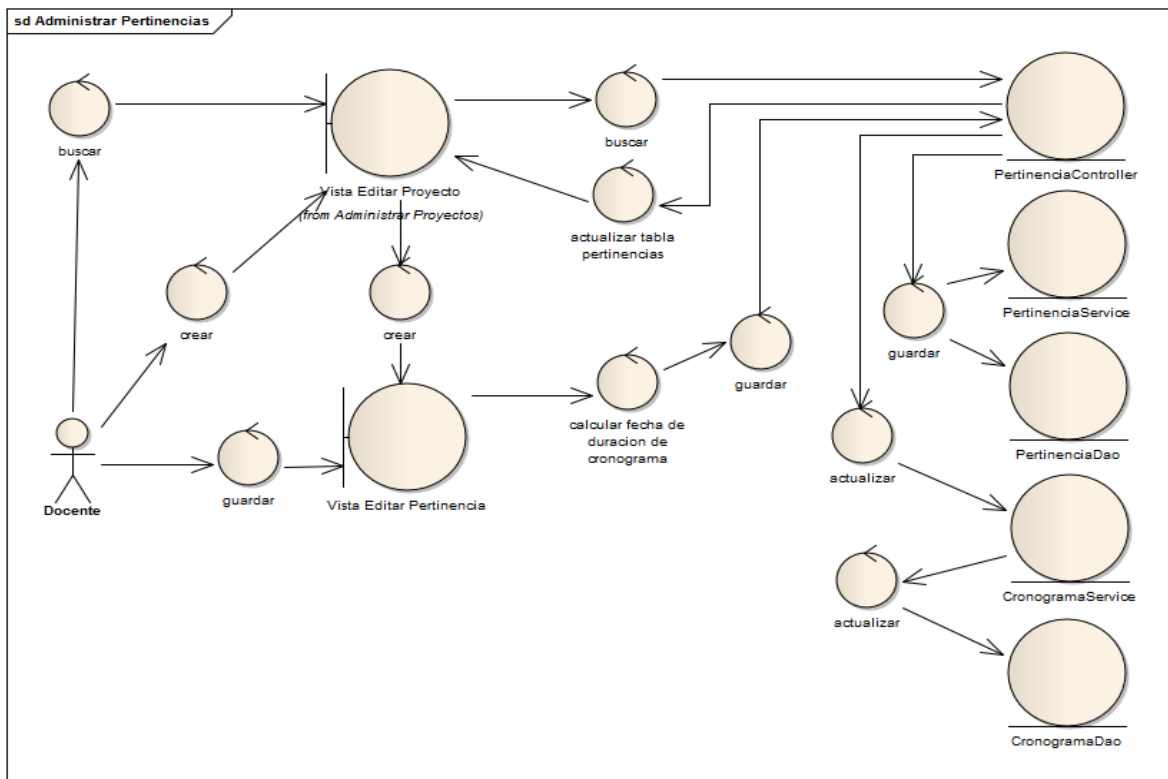 sd Administrar Pertinencias
buscar
Vista Editar Proyecto
(from Administrar Proyectos)
buscar
PertinenciaController
actualizar tabla
pertinencias
crear
crear
PertinenciaService
guardar
guardar
calcular fecha de
duracion de
cronograma
PertinenciaDao
actualizar
Docente
guardar
Vista Editar Pertinencia
CronogramaService
actualizar
CronogramaDao